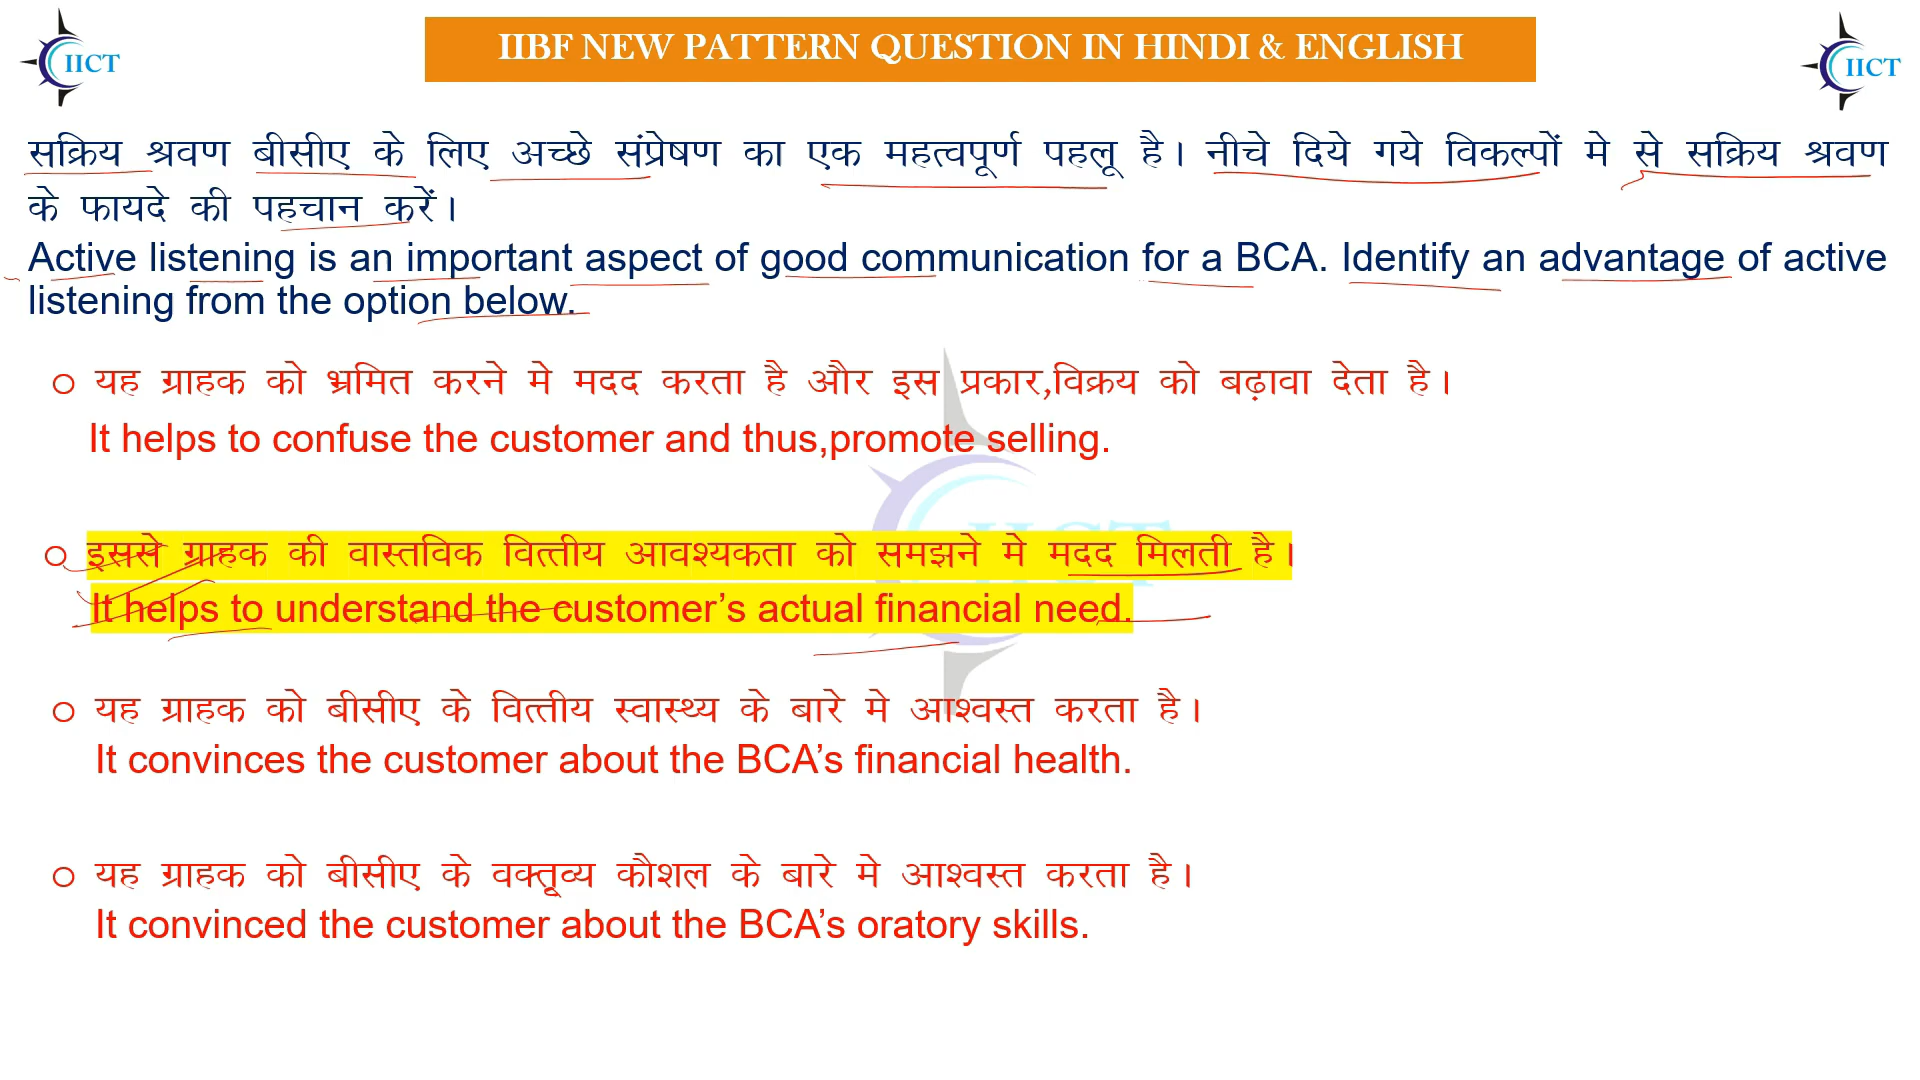 IICT
IIBF NEW PATTERN QUESTION IN HINDI & ENGLISH
IICT
सक्रिय श्रवण बीसीए के लिए अच्छे संप्रेषण का एक महत्वपूर्ण पहलू है। नीचे दिये गये विकल्पों मे से सक्रिय श्रवण
के फायदे की पहचान करें।
Active listening is an important aspect of good communication for a BCA. Identify an advantage of active
listening from the option below.
यह ग्राहक को भ्रमित करने मे मदद करता है और इस प्रकार,विक्रय को बढ़ावा देता है।
It helps to confuse the customer and thus,promote selling.
इससे ग्राहक की वास्तविक वित्तीय आवश्यकता को समझने मे मदद मिलती है।
It helps to understand the customer’s actual financial need.
यह ग्राहक को बीसीए के वित्तीय स्वास्थ्य के बारे मे आश्वस्त करता है।
It convinces the customer about the BCA’s financial health.
यह ग्राहक को बीसीए के वक्तृव्य कौशल के बारे मे आश्वस्त करता है।
It convinced the customer about the BCA’s oratory skills.
IICT